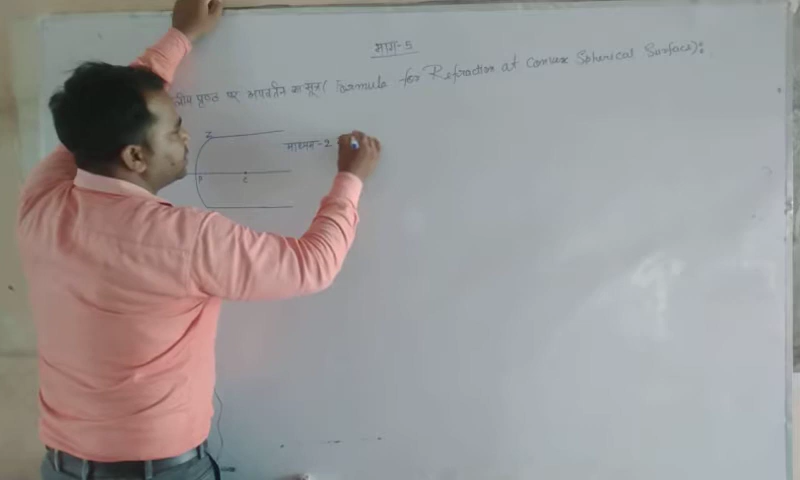 भाग-5
पृष्ठ पर अपवर्तन का सूत्र ( Formula for Refraction at Convex Spherical Surface):
माध्यम-2
P C